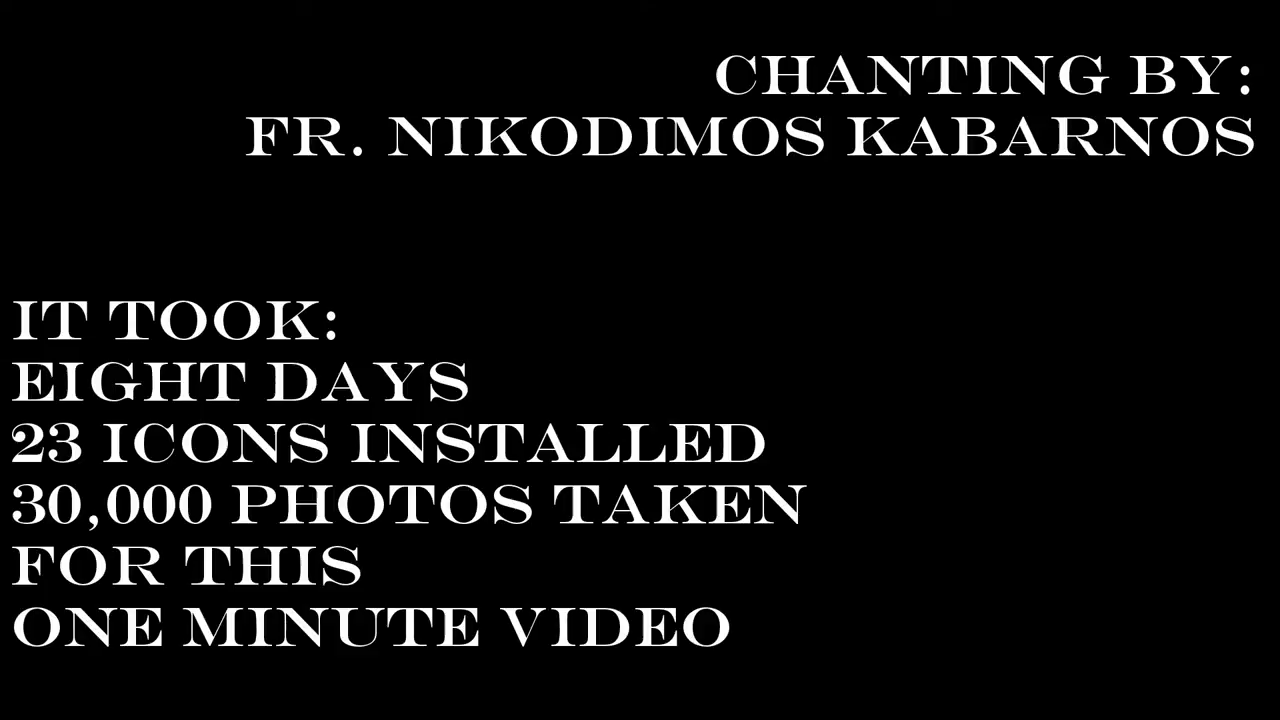 CHANTING BY:
FR. NIKODIMOS KABARNOS
IT TOOK:
EIGHT DAYS
23 ICONS INSTALLED
30,000 PHOTOS TAKEN
FOR THIS
ONE MINUTE VIDEO